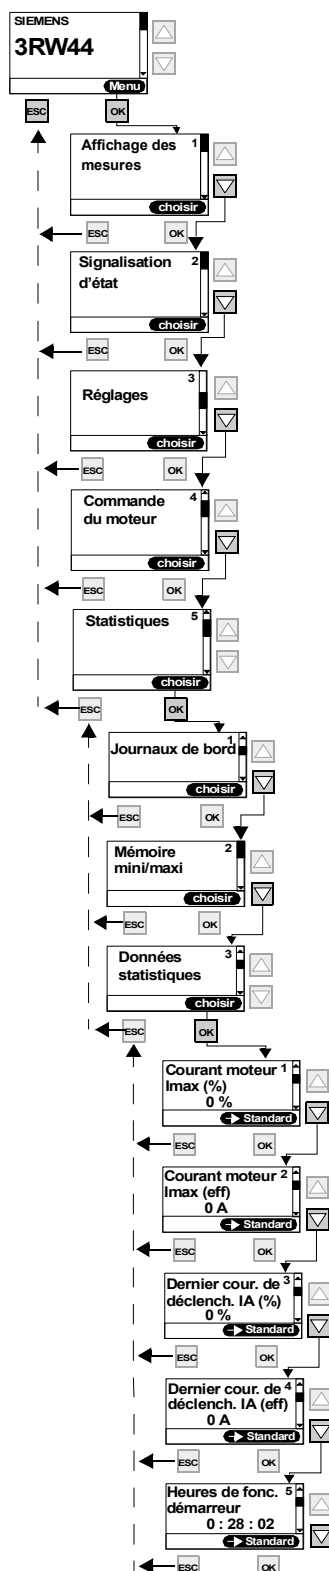 SIEMENS
3RW44
Menu
ESC
OK
Affichage des 1
mesures
choisir
ESC
OK
Signalisation 2
d'état
choisir
ESC
OK
3
Réglages
choisir
ESC
OK
Commande 4
du moteur
choisir
ESC
OK
Statistiques 5
choisir
ESC
OK
1
Journaux de bord
choisir
ESC
OK
Mémoire 2
mini/maxi
choisir
ESC
OK
Données 3
statistiques
choisir
ESC
OK
Courant moteur 1
Imax (%)
0 %
Standard
ESC
OK
Courant moteur 2
Imax (eff)
0 A
Standard
ESC
OK
Dernier cour. de 3
déclench. IA (%)
0 %
Standard
ESC
OK
Dernier cour. de 4
déclench. IA (eff)
0 A
Standard
ESC
OK
Heures de fonc. 5
démarreur
0 : 28 : 02
Standard
ESC
OK